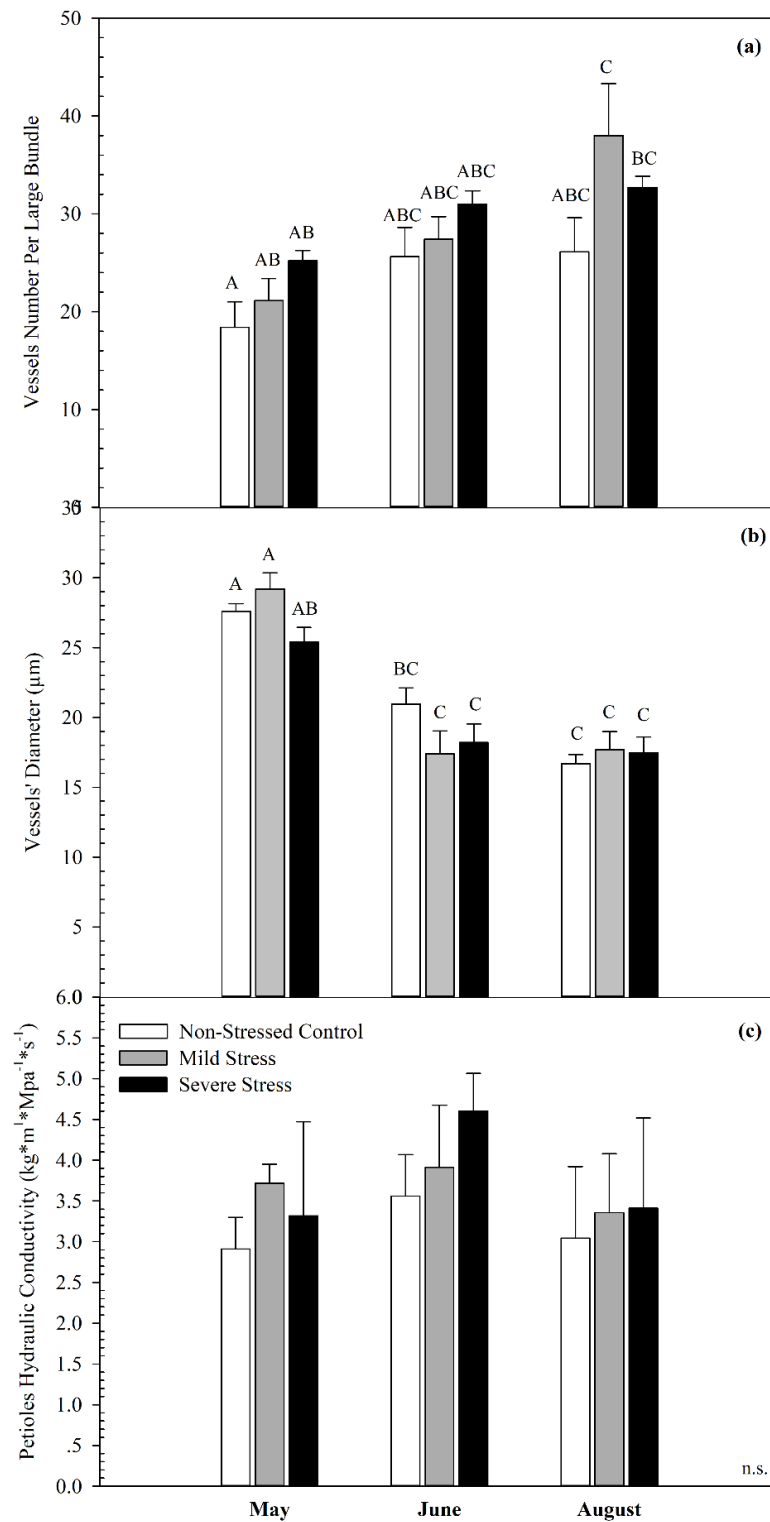 50
(a)
C
40
BC
ABC
ABC
ABC
ABC
30
AB
AB
A
20
10
Vessels Number Per Large Bundle
0
35
(b)
A
A
30
AB
25
BC
C
C
C
C
C
20
15
10
5
Vessels' Diameter (µm)
0
6.0
Non-Stressed Control
(c)
5.5
Mild Stress
5.0
Severe Stress
4.5
4.0
3.5
3.0
2.5
2.0
1.5
1.0
.5
0.0
Petioles Hydraulic Conductivity (kg*m¹*Mpa⁻¹*s⁻¹)
n.s.
May June August